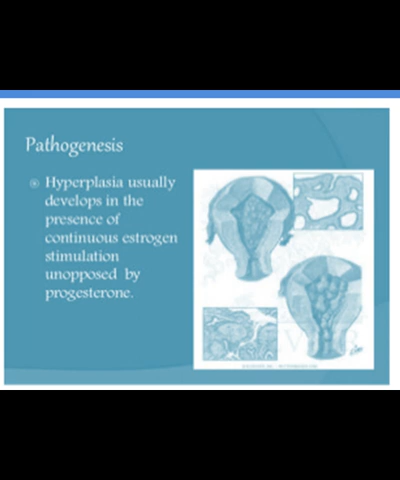 Pathogenesis
Hyperplasia usually
develops in the
presence of
continuous estrogen
stimulation
unopposed by
progesterone.